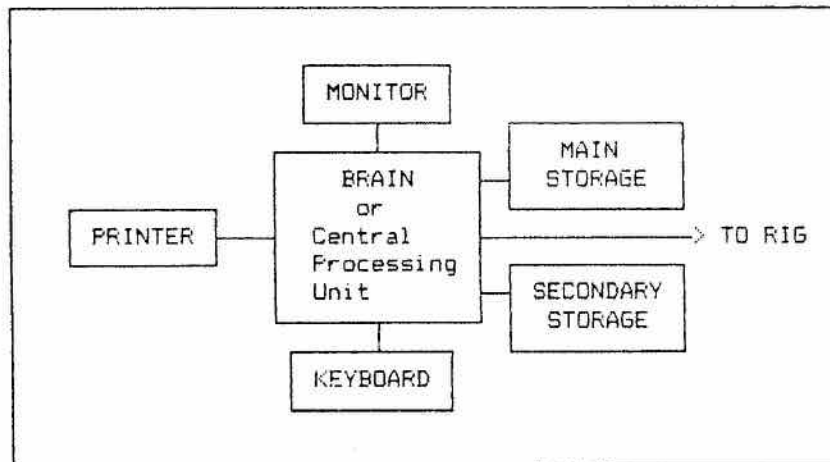 MONITOR
MAIN
STORAGE
BRAIN
or
Central
Processing
Unit
PRINTER
> TO RIG
SECONDARY
STORAGE
KEYBOARD